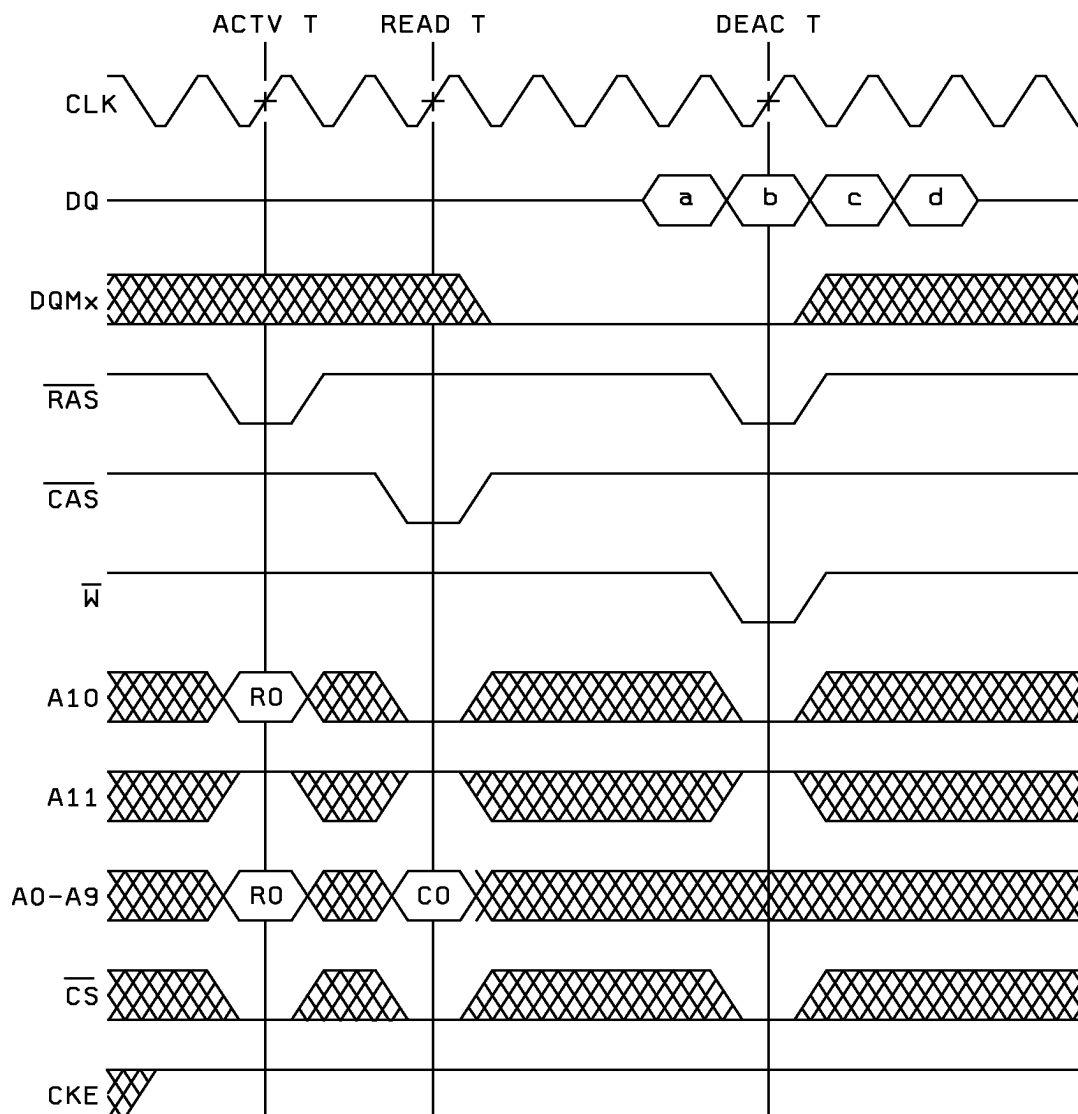 ACTV T READ T DEAC T
CLK
DQ a b c d
DQMx
RAS
CAS
W
A10 R0
A11
A0-A9 R0 C0
CS
CKE